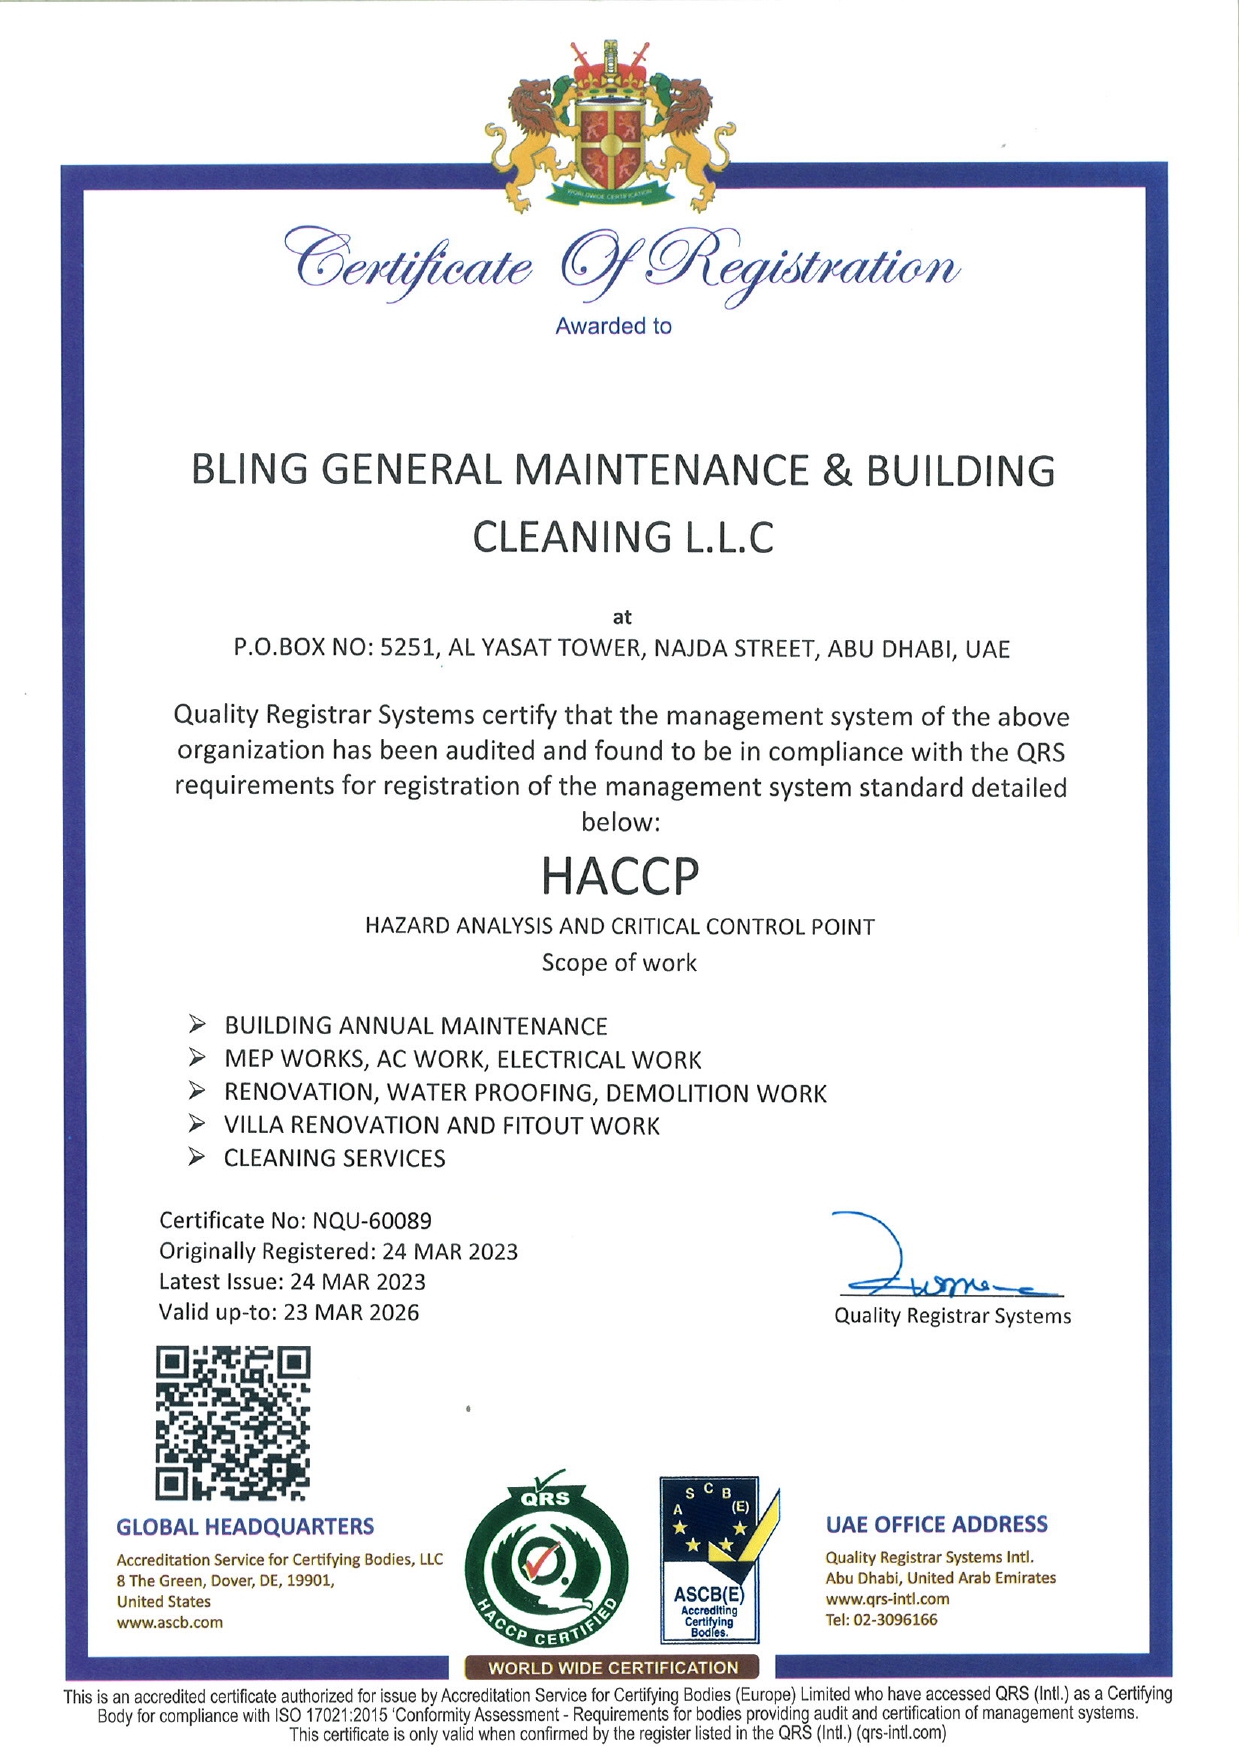 WORLDWIDE CERTIFICATION
Certificate Of Registration
Awarded to
BLING GENERAL MAINTENANCE & BUILDING
CLEANING L.L.C
at
P.O.BOX NO: 5251, AL YASAT TOWER, NAJDA STREET, ABU DHABI, UAE
Quality Registrar Systems certify that the management system of the above
organization has been audited and found to be in compliance with the QRS
requirements for registration of the management system standard detailed
below:
HACCP
HAZARD ANALYSIS AND CRITICAL CONTROL POINT
Scope of work
➢ BUILDING ANNUAL MAINTENANCE
➢ MEP WORKS, AC WORK, ELECTRICAL WORK
➢ RENOVATION, WATER PROOFING, DEMOLITION WORK
➢ VILLA RENOVATION AND FITOUT WORK
➢ CLEANING SERVICES
Certificate No: NQU-60089
Originally Registered: 24 MAR 2023
Latest Issue: 24 MAR 2023
Valid up-to: 23 MAR 2026
Quality Registrar Systems
GLOBAL HEADQUARTERS
Accreditation Service for Certifying Bodies, LLC
8 The Green, Dover, DE, 19901,
United States
www.ascb.com
QRS
HACCP CERTIFIED
A S C B (E)
ASCB(E)
Accrediting
Certifying
Bodies.
UAE OFFICE ADDRESS
Quality Registrar Systems Intl.
Abu Dhabi, United Arab Emirates
www.qrs-intl.com
Tel: 02-3096166
WORLD WIDE CERTIFICATION
This is an accredited certificate authorized for issue by Accreditation Service for Certifying Bodies (Europe) Limited who have accessed QRS (Intl.) as a Certifying
Body for compliance with ISO 17021:2015 'Conformity Assessment - Requirements for bodies providing audit and certification of management systems.
This certificate is only valid when confirmed by the register listed in the QRS (Intl.) (qrs-intl.com)